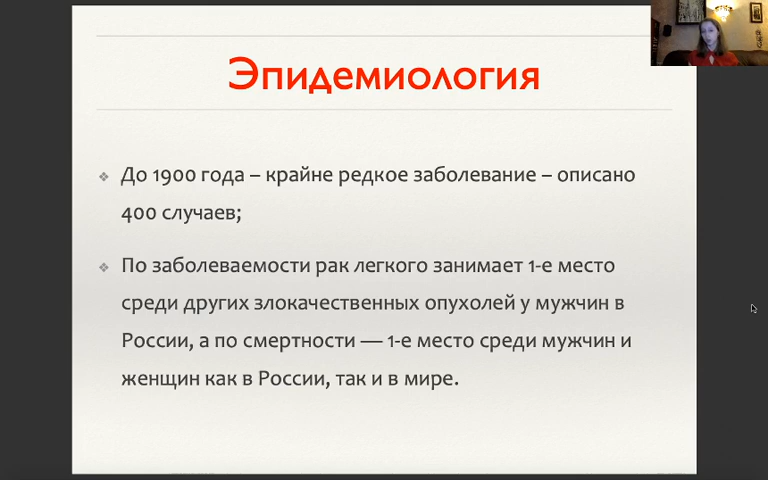 Эпидемиология
До 1900 года – крайне редкое заболевание – описано
400 случаев;
По заболеваемости рак легкого занимает 1-е место
среди других злокачественных опухолей у мужчин в
России, а по смертности — 1-е место среди мужчин и
женщин как в России, так и в мире.